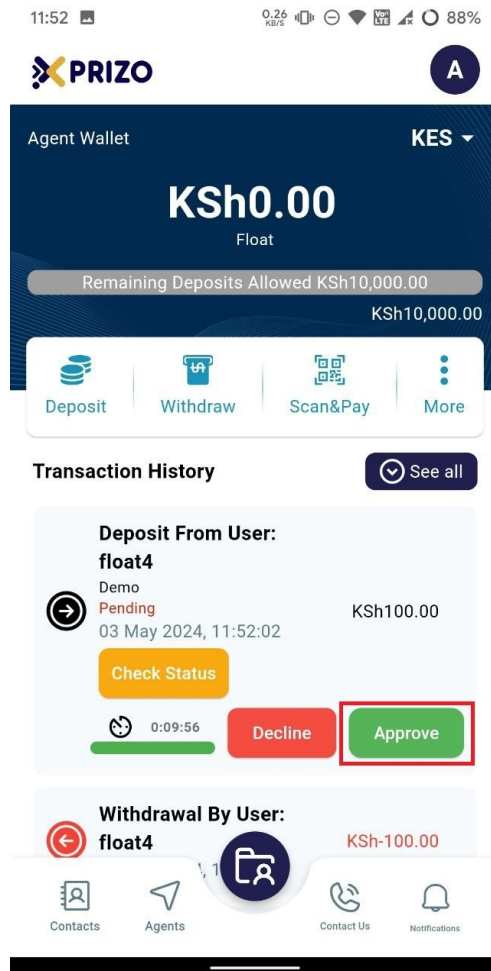 11:52
0.26 KB/S
Vo)) LTE
88%
PRIZO
A
Agent Wallet
KES
KSh0.00
Float
Remaining Deposits Allowed KSh10,000.00
KSh10,000.00
Deposit
Withdraw
Scan&Pay
More
Transaction History
See all
Deposit From User:
float4
Demo
Pending
KSh100.00
03 May 2024, 11:52:02
Check Status
0:09:56
Decline
Approve
Withdrawal By User:
float4
KSh-100.00
Contacts
Agents
Contact Us
Notifications